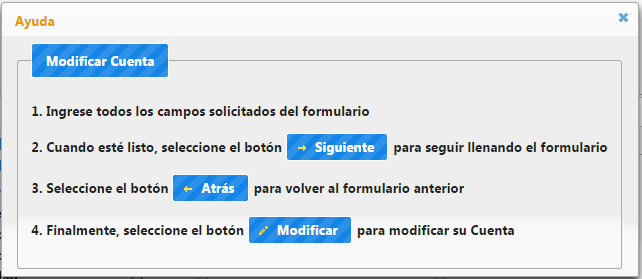 Ayuda
Modificar Cuenta
1. Ingrese todos los campos solicitados del formulario
2. Cuando esté listo, seleccione el botón Siguiente para seguir llenando el formulario
3. Seleccione el botón Atrás para volver al formulario anterior
4. Finalmente, seleccione el botón Modificar para modificar su Cuenta